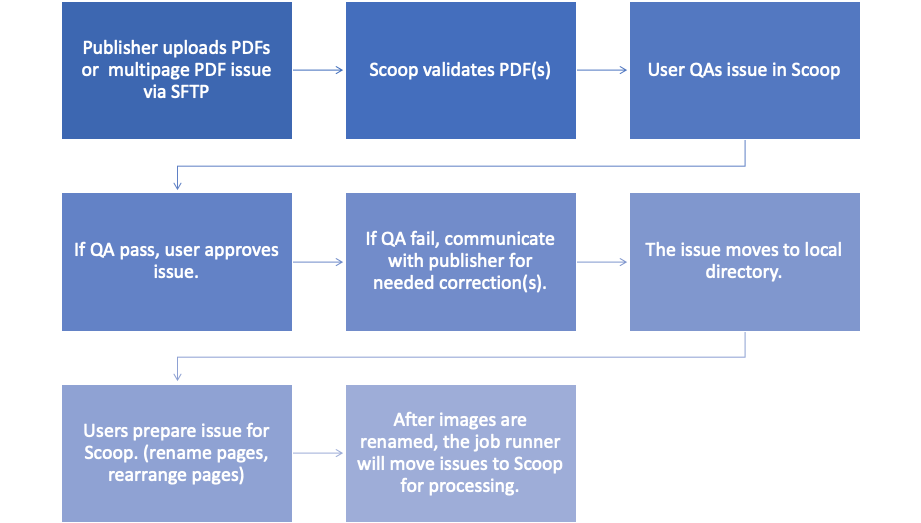 Publisher uploads PDFs
or  multipage PDF issue
via SFTP
Scoop validates PDF(s)
User QAs issue in Scoop
If QA pass, user approves
issue.
If QA fail, communicate
with publisher for
needed correction(s).
The issue moves to local
directory.
Users prepare issue for
Scoop. (rename pages,
rearrange pages)
After images are
renamed, the job runner
will move issues to Scoop
for processing.